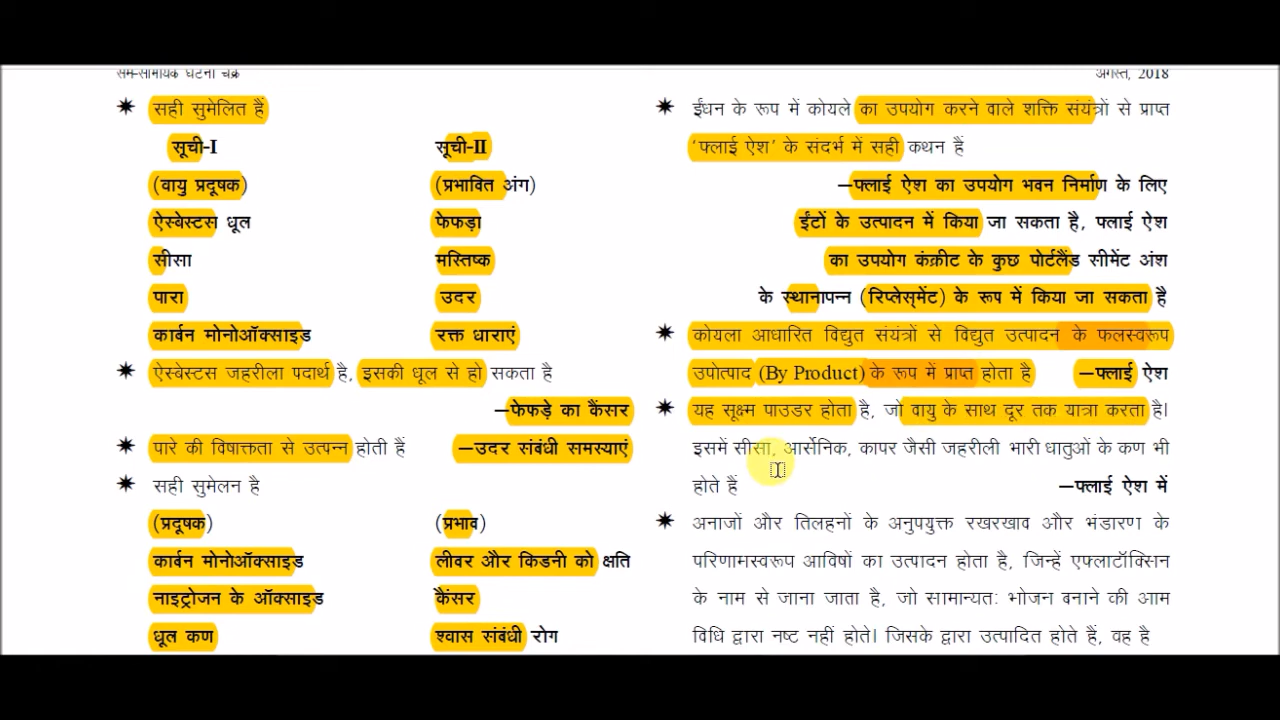 सम-सामयिक घटना चक्र
अगस्त, 2018
✷ सही सुमेलित हैं
सूची-I सूची-II
(वायु प्रदूषक) (प्रभावित अंग)
ऐस्बेस्टस धूल फेफड़ा
सीसा मस्तिष्क
पारा उदर
कार्बन मोनोऑक्साइड रक्त धाराएं
✷ ऐस्बेस्टस जहरीला पदार्थ है, इसकी धूल से हो सकता है
–फेफड़े का कैंसर
✷ पारे की विषाक्तता से उत्पन्न होती हैं –उदर संबंधी समस्याएं
✷ सही सुमेलन है
(प्रदूषक) (प्रभाव)
कार्बन मोनोऑक्साइड लीवर और किडनी को क्षति
नाइट्रोजन के ऑक्साइड कैंसर
धूल कण श्वास संबंधी रोग
✷ ईंधन के रूप में कोयले का उपयोग करने वाले शक्ति संयंत्रों से प्राप्त
'फ्लाई ऐश' के संदर्भ में सही कथन हैं
–फ्लाई ऐश का उपयोग भवन निर्माण के लिए
ईंटों के उत्पादन में किया जा सकता है, फ्लाई ऐश
का उपयोग कंक्रीट के कुछ पोर्टलैंड सीमेंट अंश
के स्थानापन्न (रिप्लेस्मेंट) के रूप में किया जा सकता है
✷ कोयला आधारित विद्युत संयंत्रों से विद्युत उत्पादन के फलस्वरूप
उपोत्पाद (By Product) के रूप में प्राप्त होता है –फ्लाई ऐश
✷ यह सूक्ष्म पाउडर होता है, जो वायु के साथ दूर तक यात्रा करता है।
इसमें सीसा, आर्सेनिक, कापर जैसी जहरीली भारी धातुओं के कण भी
होते हैं –फ्लाई ऐश में
✷ अनाजों और तिलहनों के अनुपयुक्त रखरखाव और भंडारण के
परिणामस्वरूप आविषों का उत्पादन होता है, जिन्हें एफ्लाटॉक्सिन
के नाम से जाना जाता है, जो सामान्यत: भोजन बनाने की आम
विधि द्वारा नष्ट नहीं होते। जिसके द्वारा उत्पादित होते हैं, वह है